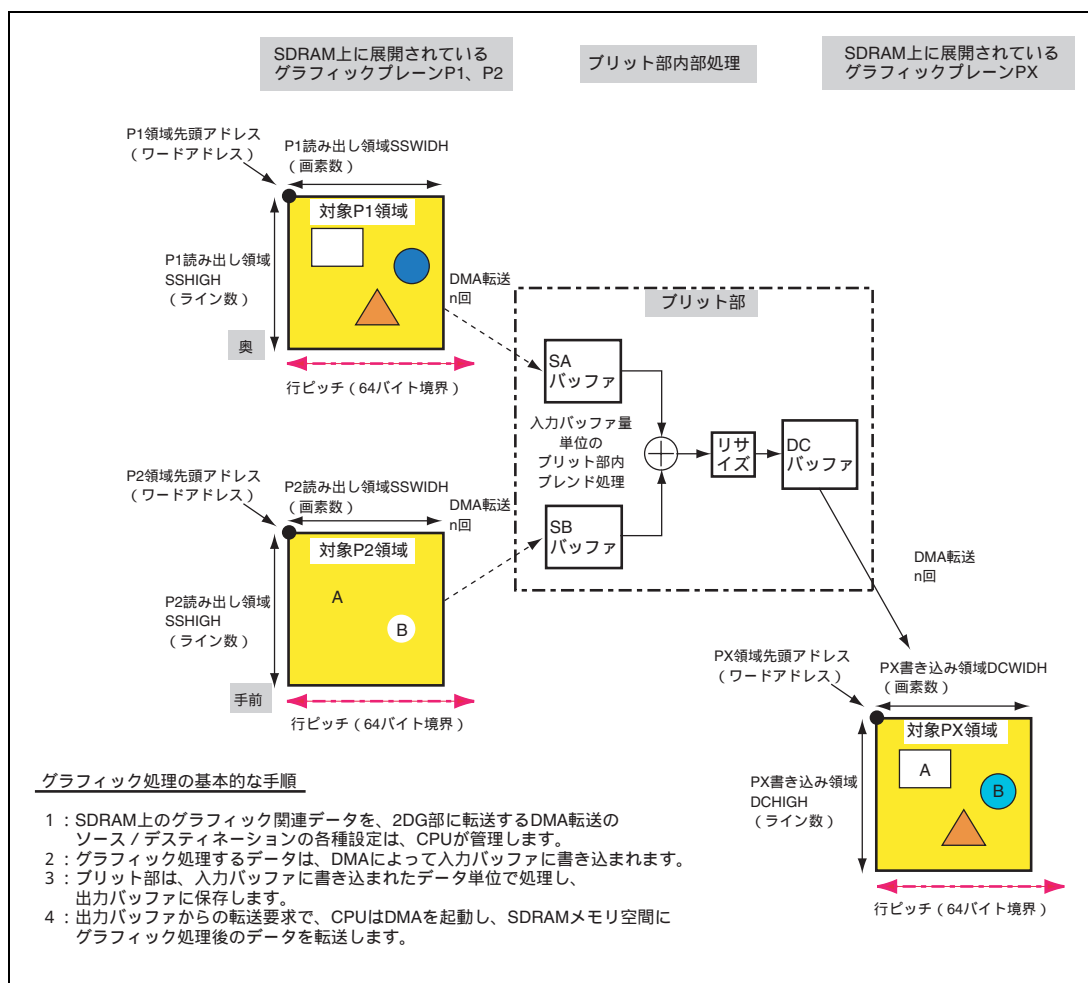 SDRAM上に展開されている
グラフィックプレーンP1、P2
ブリット部内部処理
SDRAM上に展開されている
グラフィックプレーンPX
P1領域先頭アドレス
（ワードアドレス）
P1読み出し領域SSWIDH
（画素数）
対象P1領域
P1読み出し領域
SSHIGH
（ライン数）
奥
行ピッチ（64バイト境界）
DMA転送
n回
ブリット部
SA
バッファ
入力バッファ量
単位の
ブリット部内
ブレンド処理
リサ
イズ
DC
バッファ
SB
バッファ
P2領域先頭アドレス
（ワードアドレス）
P2読み出し領域SSWIDH
（画素数）
DMA転送
n回
対象P2領域
A
B
P2読み出し領域
SSHIGH
（ライン数）
手前
行ピッチ（64バイト境界）
DMA転送
n回
PX領域先頭アドレス
（ワードアドレス）
PX書き込み領域DCWIDH
（画素数）
対象PX領域
A
B
PX書き込み領域
DCHIGH
（ライン数）
行ピッチ（64バイト境界）
グラフィック処理の基本的な手順
1：SDRAM上のグラフィック関連データを、2DG部に転送するDMA転送の
ソース/デスティネーションの各種設定は、CPUが管理します。
2：グラフィック処理するデータは、DMAによって入力バッファに書き込まれます。
3：ブリット部は、入力バッファに書き込まれたデータ単位で処理し、
出力バッファに保存します。
4：出力バッファからの転送要求で、CPUはDMAを起動し、SDRAMメモリ空間に
グラフィック処理後のデータを転送します。